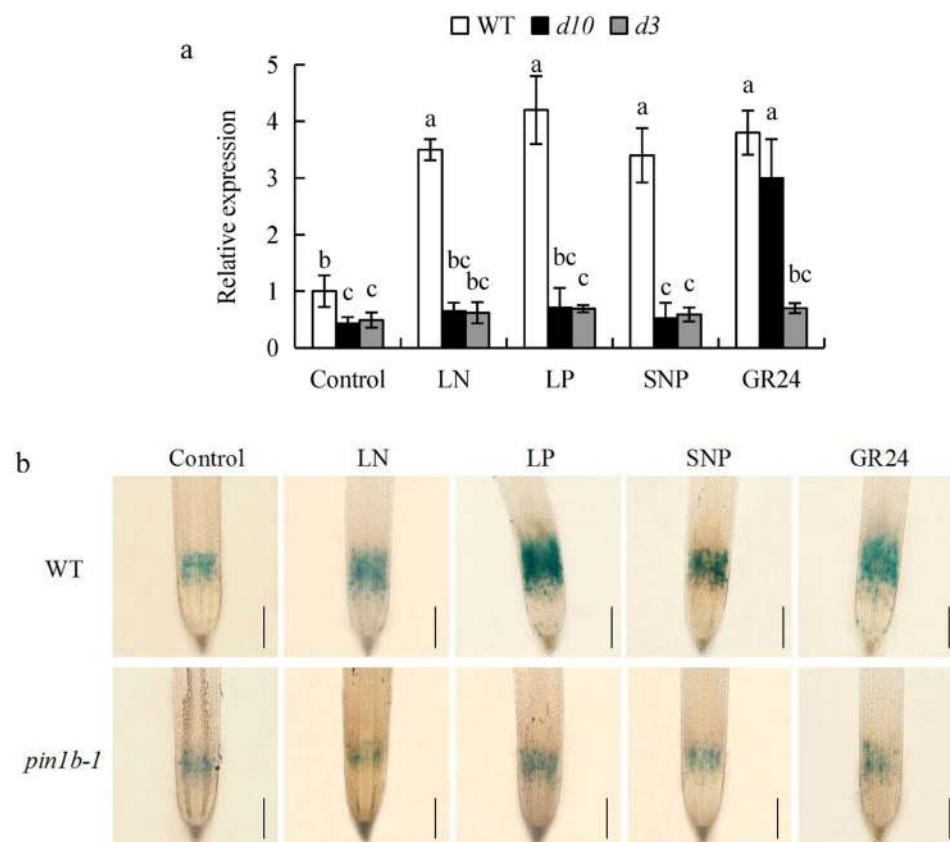 WT d10 d3
a
Relative expression
5
4
3
2
1
0
b c c
a bc bc
a bc c
a c c
a a bc
Control LN LP SNP GR24
b
Control LN LP SNP GR24
WT
pin1b-1